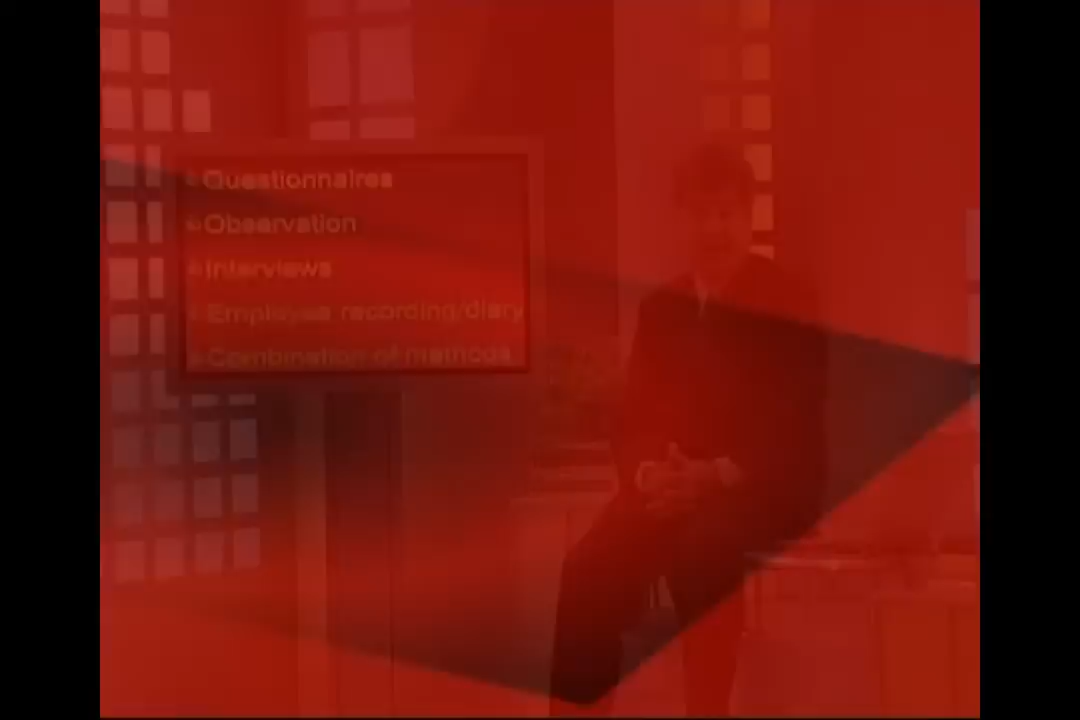 Questionnaires
Observation
Interviews
Employee recording/diary
Combination of methods